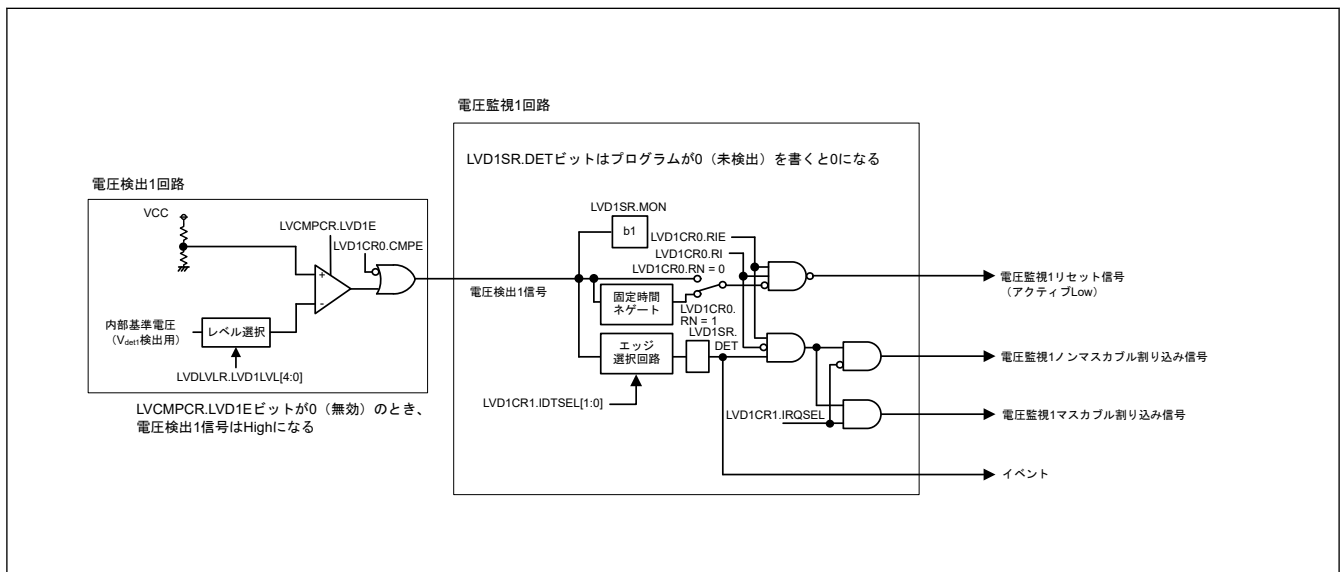 電圧監視1回路
LVD1SR.DETビットはプログラムが0（未検出）を書くと0になる
電圧検出1回路
VCC
LVCMPCR.LVD1E
LVD1CR0.CMPE
+
-
内部基準電圧
（Vdet1検出用）
レベル選択
LVDLVLR.LVD1LVL[4:0]
LVCMPCR.LVD1Eビットが0（無効）のとき、
電圧検出1信号はHighになる
電圧検出1信号
LVD1SR.MON
b1
LVD1CR0.RIE
LVD1CR0.RI
LVD1CR0.RN = 0
固定時間
ネゲート
LVD1CR0.
RN = 1
LVD1SR.
DET
エッジ
選択回路
LVD1CR1.IDTSEL[1:0]
LVD1CR1.IRQSEL
電圧監視1リセット信号
（アクティブLow）
電圧監視1ノンマスカブル割り込み信号
電圧監視1マスカブル割り込み信号
イベント